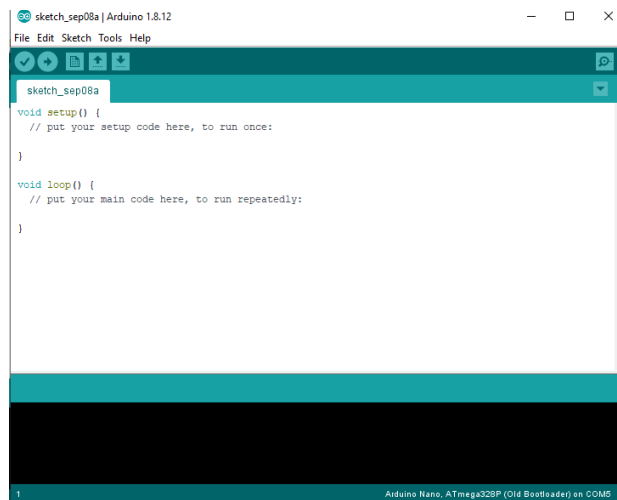 sketch_sep08a | Arduino 1.8.12
File Edit Sketch Tools Help
sketch_sep08a
void setup() {
  // put your setup code here, to run once:
}
void loop() {
  // put your main code here, to run repeatedly:
}
1 Arduino Nano, ATmega328P (Old Bootloader) on COM5